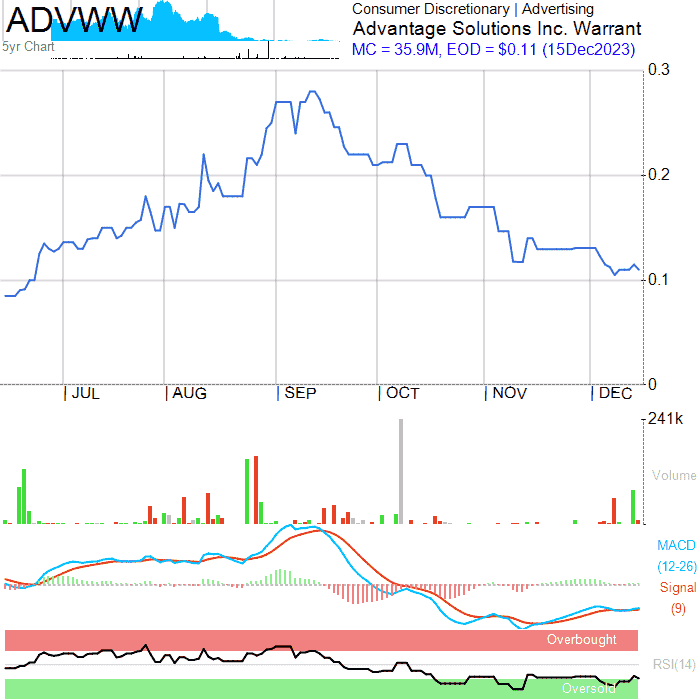 ADVWW
5yr Chart
Consumer Discretionary | Advertising
Advantage Solutions Inc. Warrant
MC = 35.9M, EOD = $0.11 (15Dec2023)
0.3
0.2
0.1
0
JUL
AUG
SEP
OCT
NOV
DEC
241k
Volume
MACD
(12-26)
Signal
(9)
Overbought
RSI(14)
Oversold